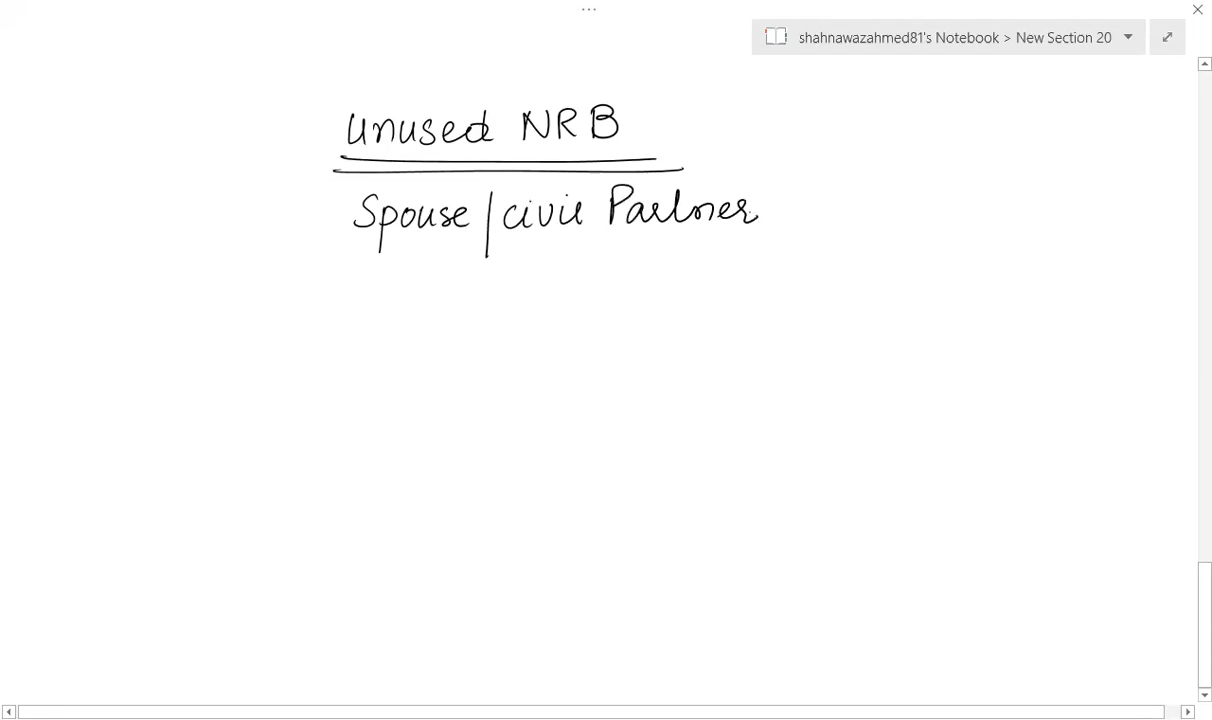 ...
shahnawazahmed81's Notebook > New Section 20
Unused NRB
Spouse/civil Partner